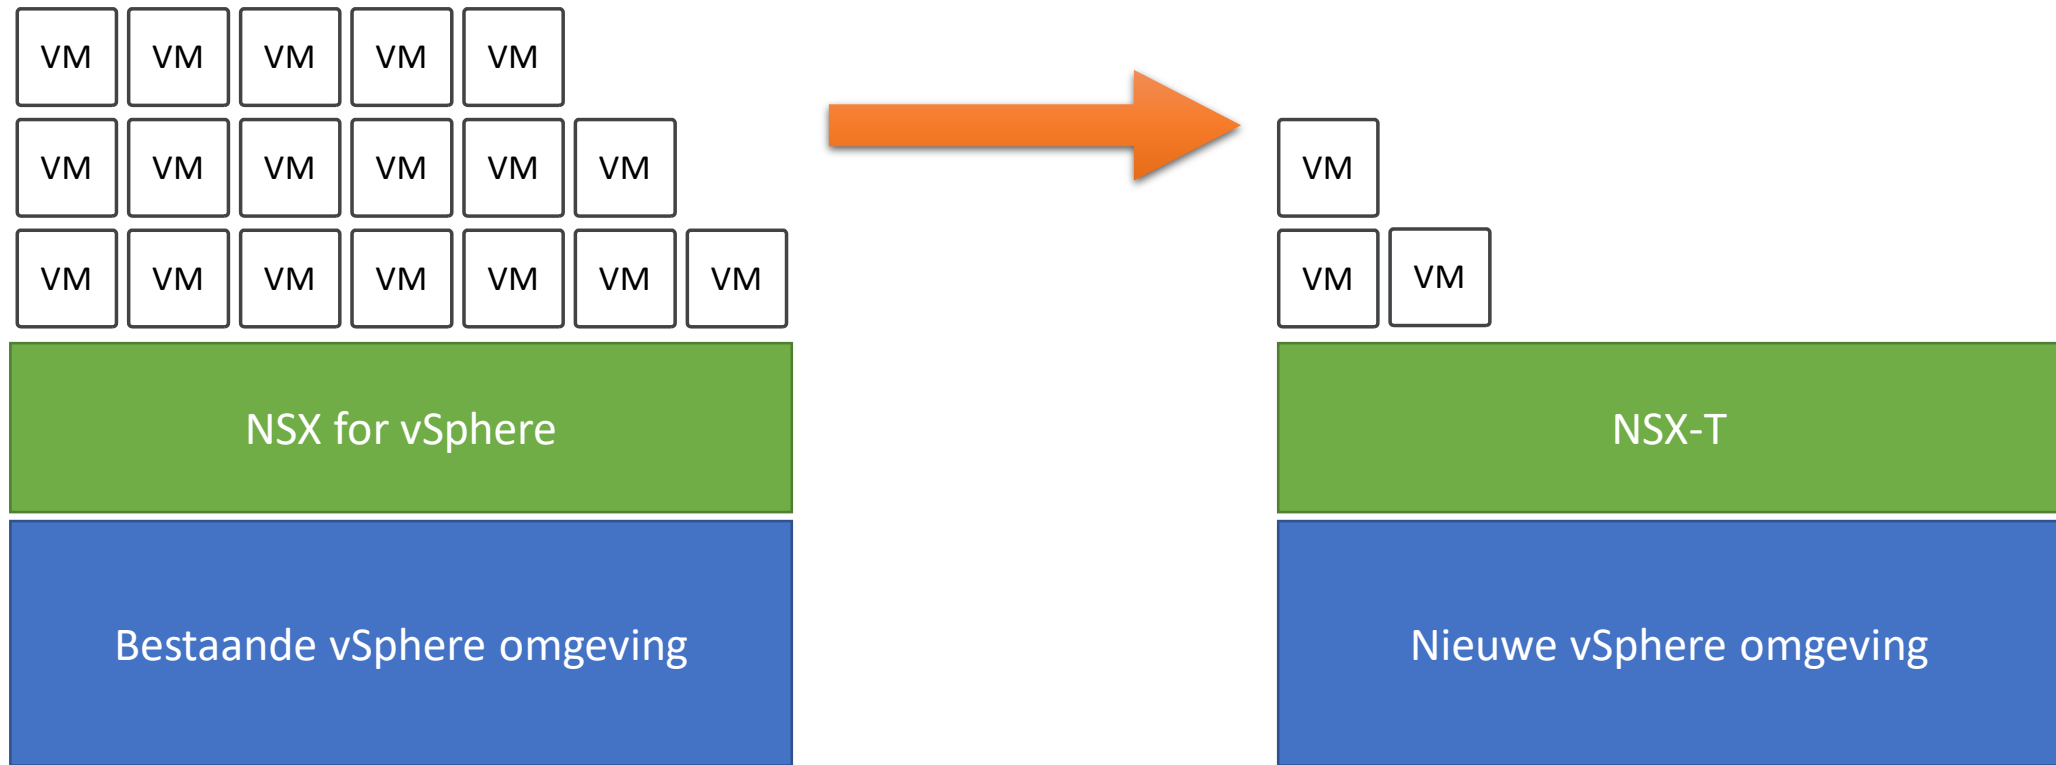 VM VM VM VM VM
VM VM VM VM VM VM
VM VM VM VM VM VM VM
NSX for vSphere
Bestaande vSphere omgeving
VM
VM VM
NSX-T
Nieuwe vSphere omgeving